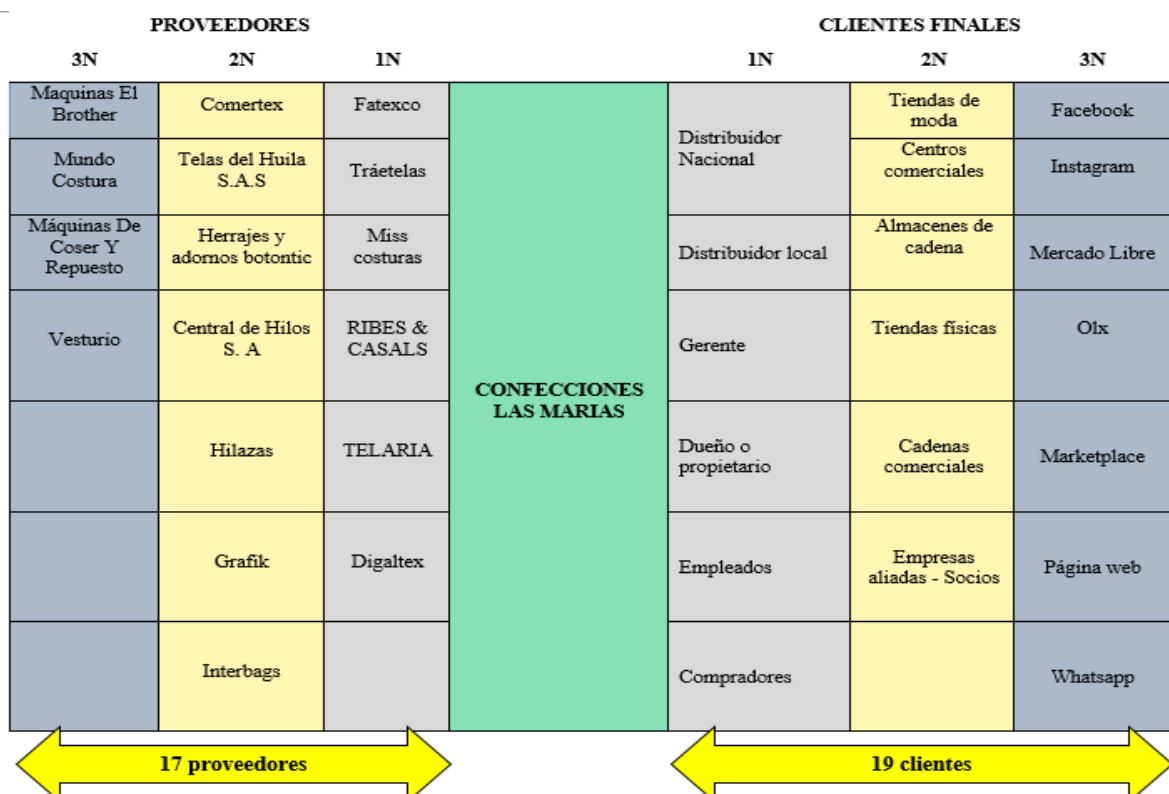 PROVEEDORES
CLIENTES FINALES
3N
2N
1N
1N
2N
3N
Maquinas El
Brother
Comertex
Fatexco
Distribuidor
Nacional
Tiendas de
moda
Facebook
Mundo
Costura
Telas del Huila
S.A.S
Tráetelas
Centros
comerciales
Instagram
Máquinas De
Coser Y
Repuesto
Herrajes y
adornos botontic
Miss
costuras
Distribuidor local
Almacenes de
cadena
Mercado Libre
Vesturio
Central de Hilos
S. A
RIBES &
CASALS
CONFECCIONES
LAS MARIAS
Gerente
Tiendas físicas
Olx
Hilazas
TELARIA
Dueño o
propietario
Cadenas
comerciales
Marketplace
Grafik
Digaltex
Empleados
Empresas
aliadas - Socios
Página web
Interbags
Compradores
Whatsapp
17 proveedores
19 clientes